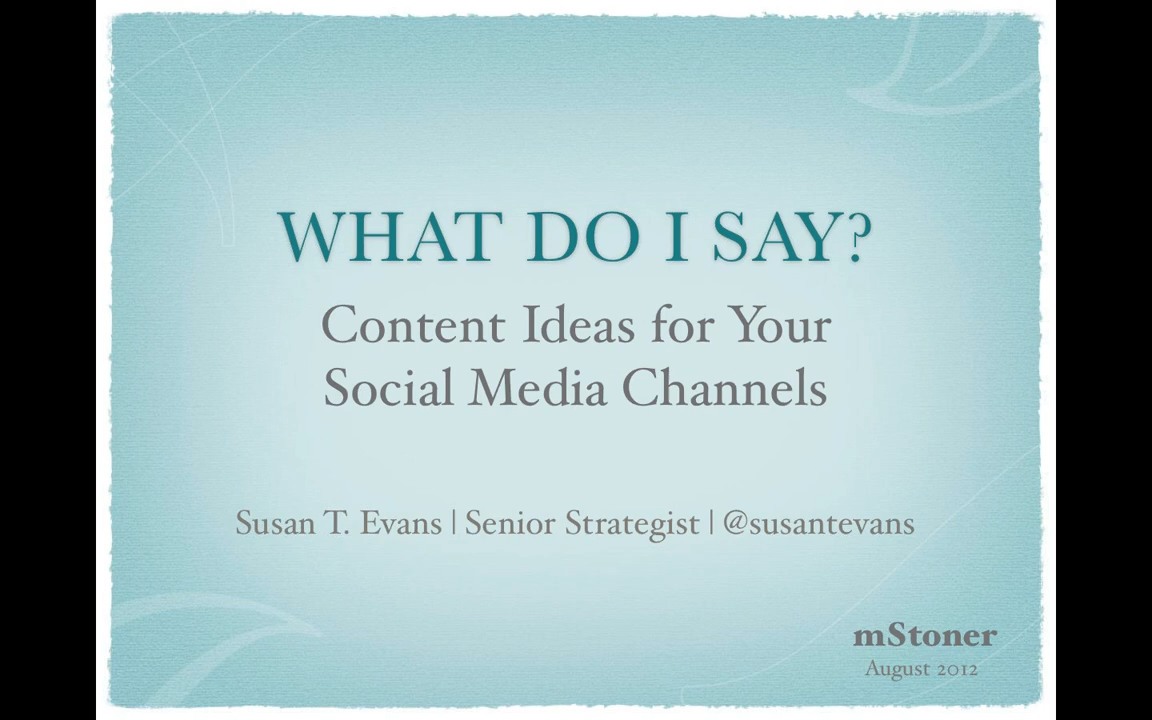 WHAT DO I SAY?
Content Ideas for Your
Social Media Channels
Susan T. Evans | Senior Strategist | @susantevans
mStoner
August 2012